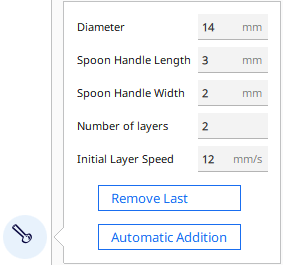 Diameter 14 mm
Spoon Handle Length 3 mm
Spoon Handle Width 2 mm
Number of layers 2
Initial Layer Speed 12 mm/s
Remove Last
Automatic Addition